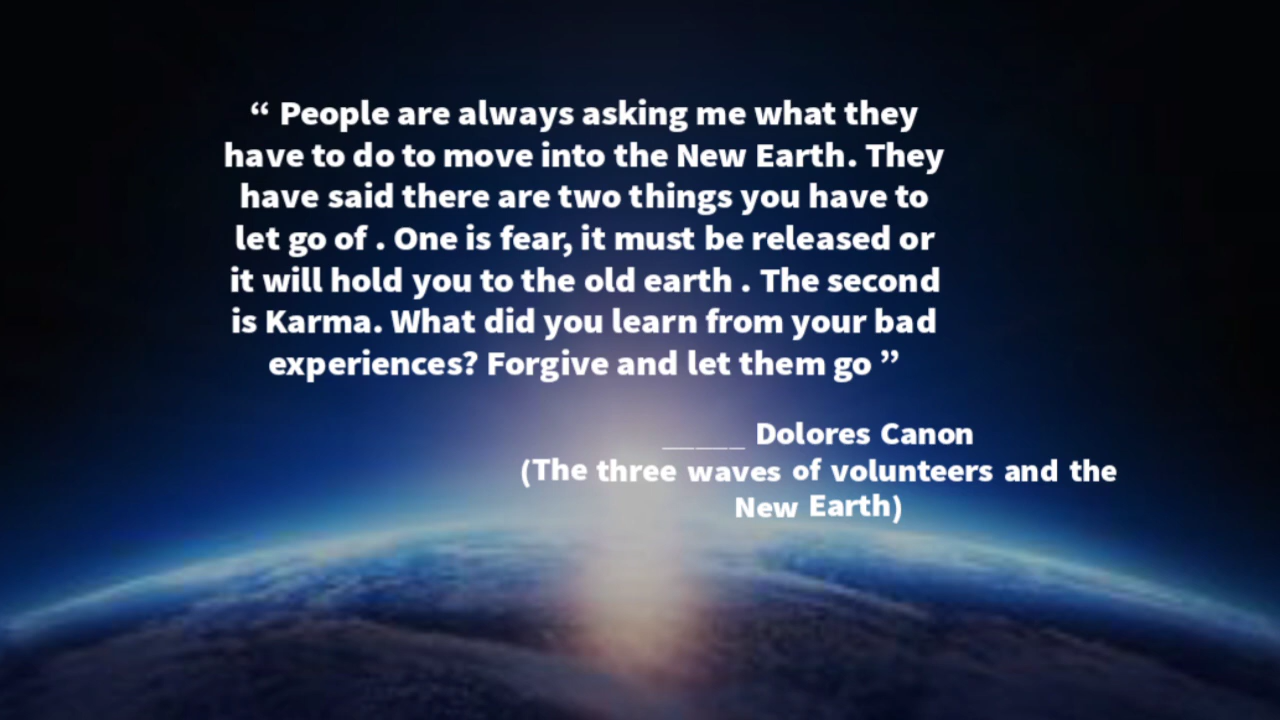 “ People are always asking me what they
have to do to move into the New Earth. They
have said there are two things you have to
let go of . One is fear, it must be released or
it will hold you to the old earth . The second
is Karma. What did you learn from your bad
experiences? Forgive and let them go ”
_____ Dolores Canon
(The three waves of volunteers and the
New Earth)